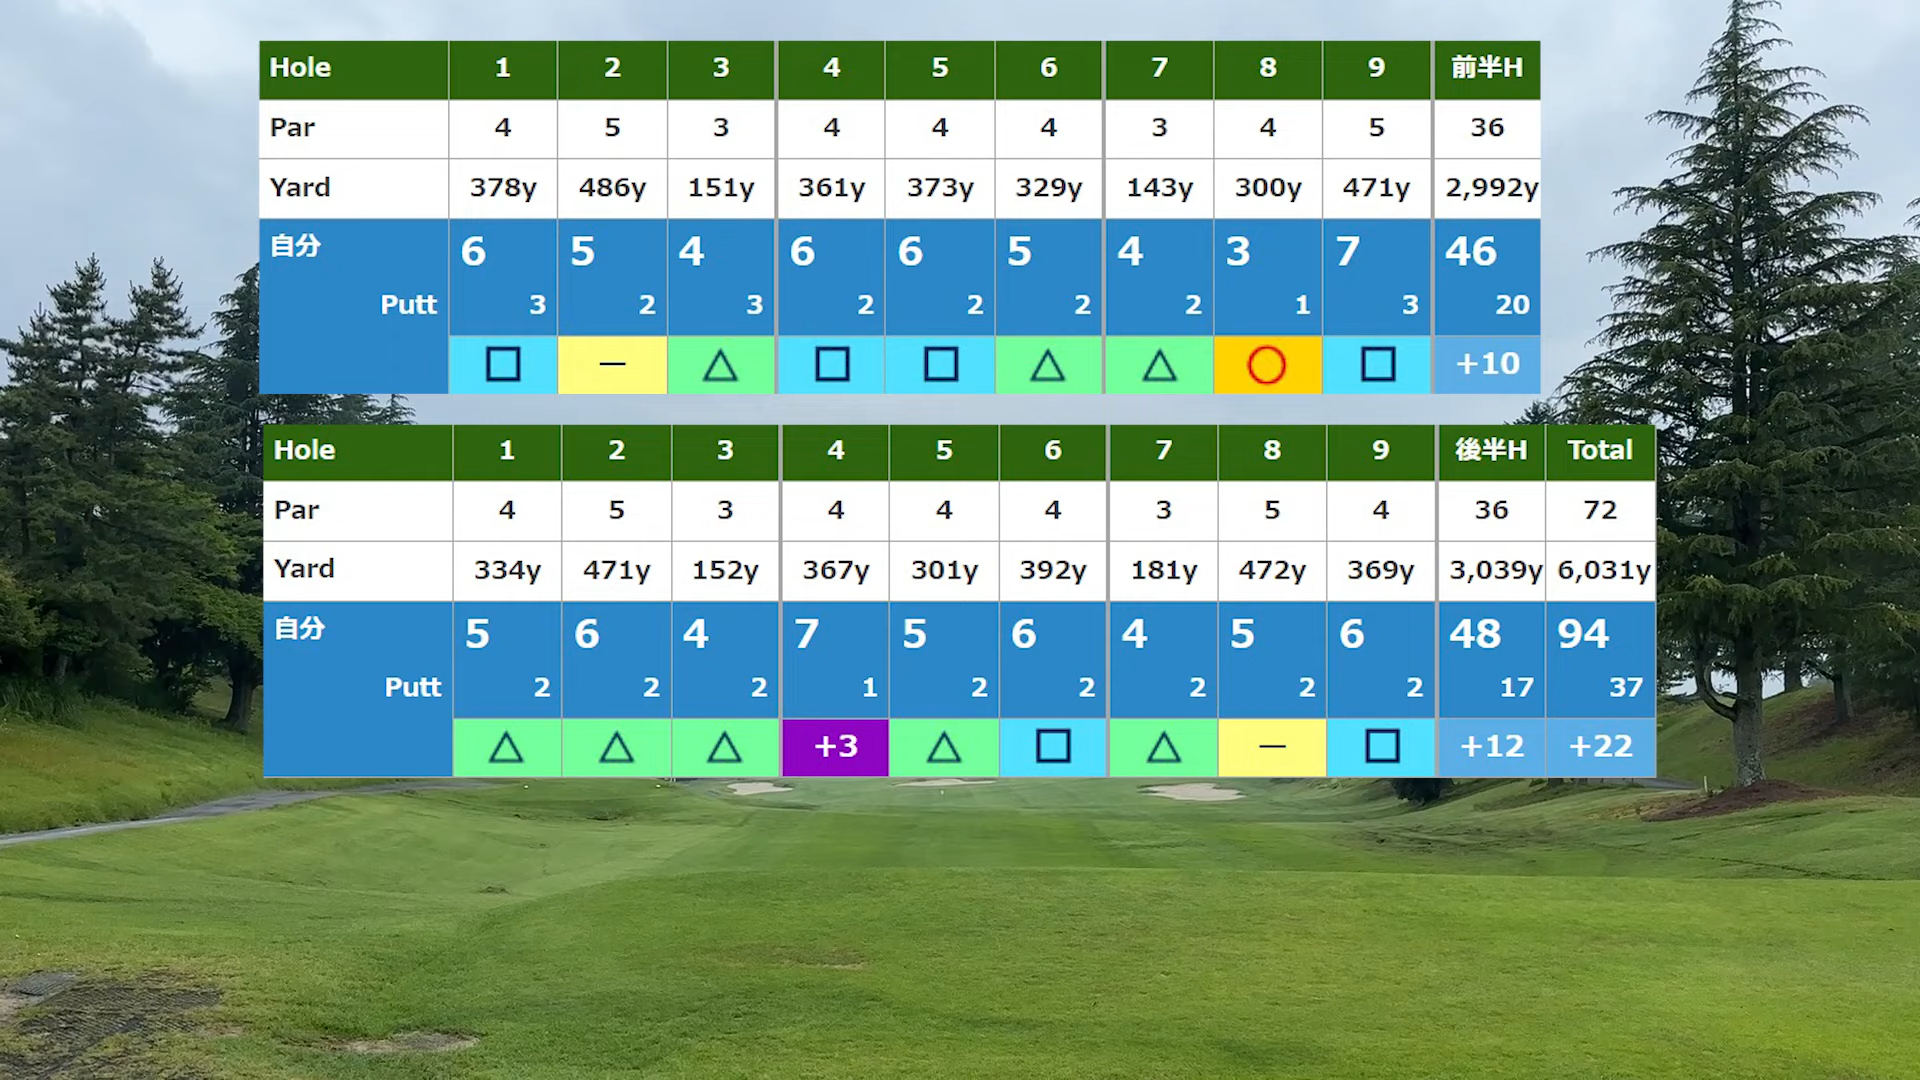 Hole 1 2 3 4 5 6 7 8 9 前半H
Par 4 5 3 4 4 4 3 4 5 36
Yard 378y 486y 151y 361y 373y 329y 143y 300y 471y 2,992y
自分 6 5 4 6 6 5 4 3 7 46
Putt 3 2 3 2 2 2 2 1 3 20
□ － △ □ □ △ △ ○ □ +10
Hole 1 2 3 4 5 6 7 8 9 後半H Total
Par 4 5 3 4 4 4 3 5 4 36 72
Yard 334y 471y 152y 367y 301y 392y 181y 472y 369y 3,039y 6,031y
自分 5 6 4 7 5 6 4 5 6 48 94
Putt 2 2 2 1 2 2 2 2 2 17 37
△ △ △ +3 △ □ △ － □ +12 +22